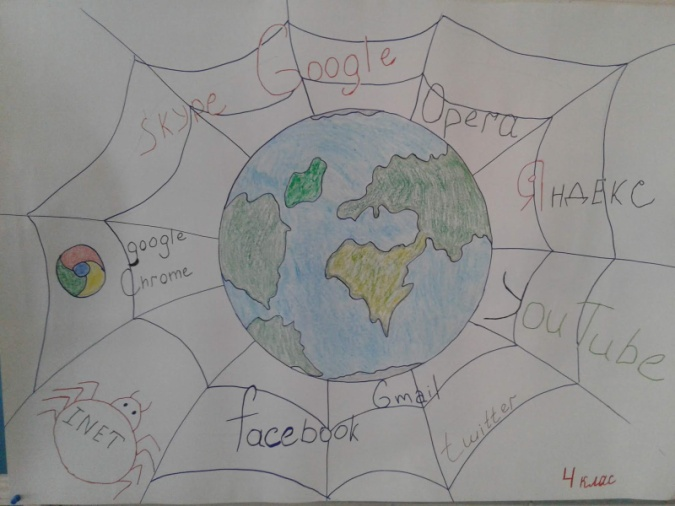 Google
Skype
Opera
Яндекс
google
Chrome
YouTube
INET
Gmail
facebook
twitter
4 клас